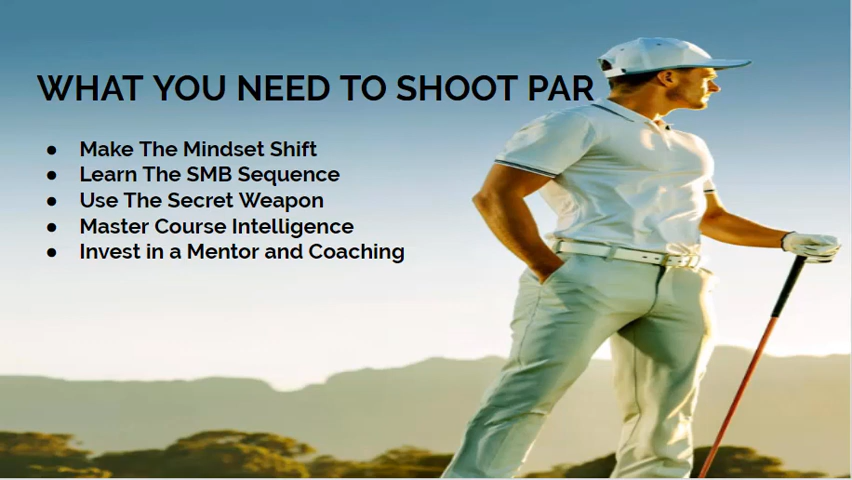 WHAT YOU NEED TO SHOOT PAR
● Make The Mindset Shift
● Learn The SMB Sequence
● Use The Secret Weapon
● Master Course Intelligence
● Invest in a Mentor and Coaching